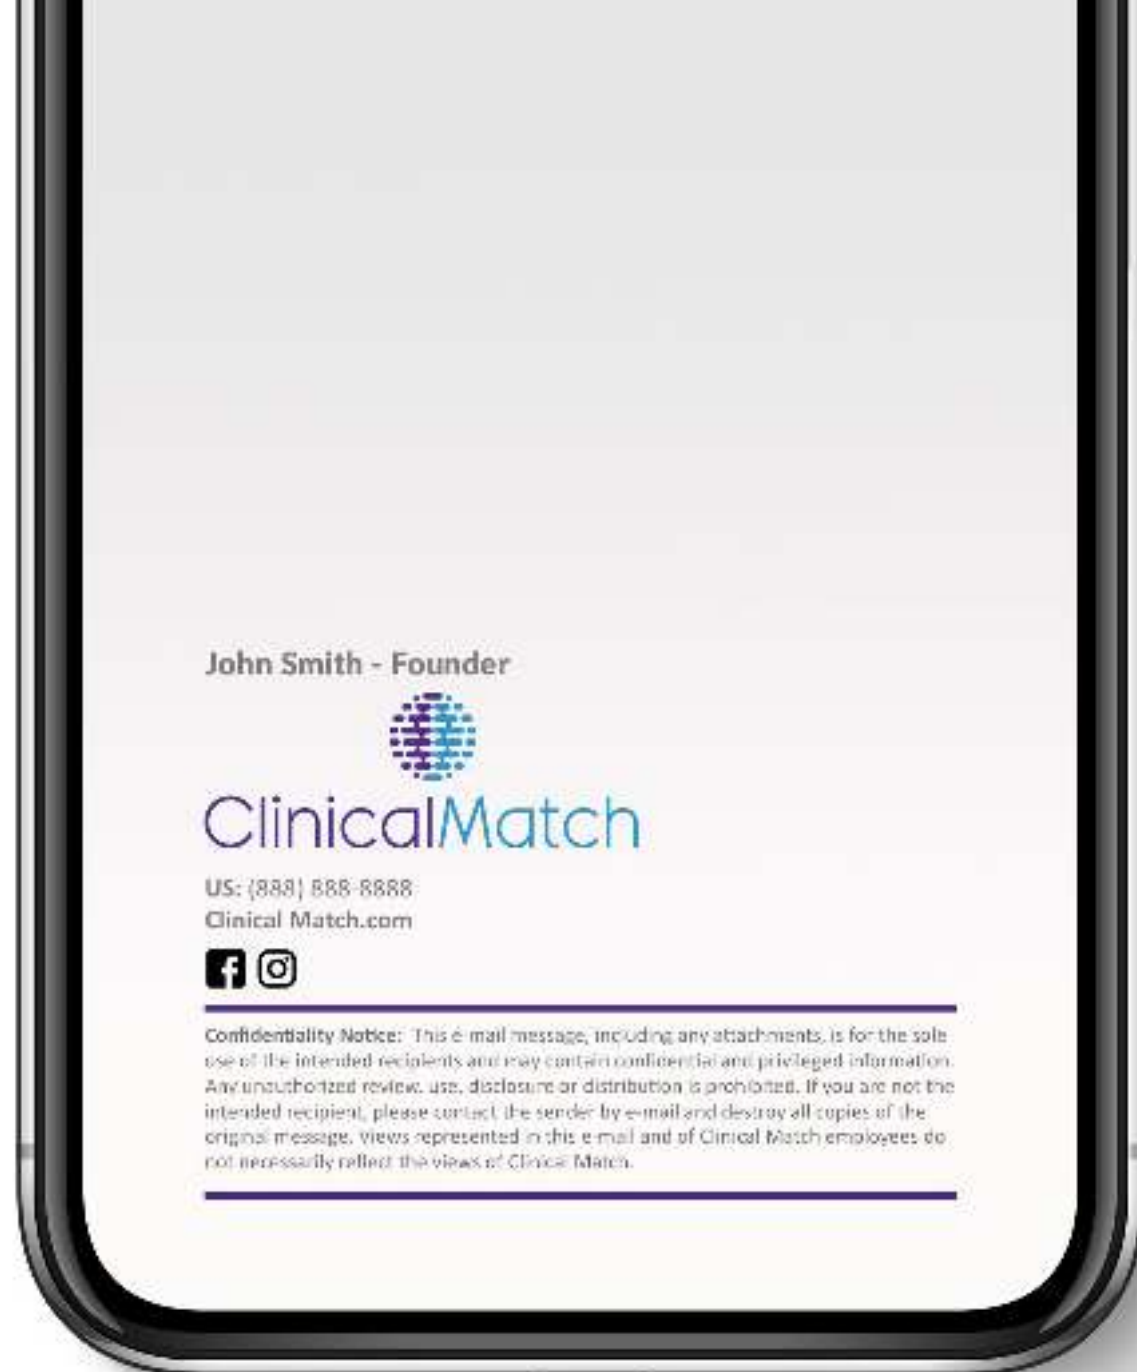 John Smith - Founder
ClinicalMatch
US: (888) 888-8888
Clinical Match.com
Confidentiality Notice: This e-mail message, including any attachments, is for the sole
use of the intended recipients and may contain confidential and privileged information.
Any unauthorized review, use, disclosure or distribution is prohibited. If you are not the
intended recipient, please contact the sender by e-mail and destroy all copies of the
original message. Views represented in this e-mail and of Clinical Match employees do
not necessarily reflect the views of Clinical Match.